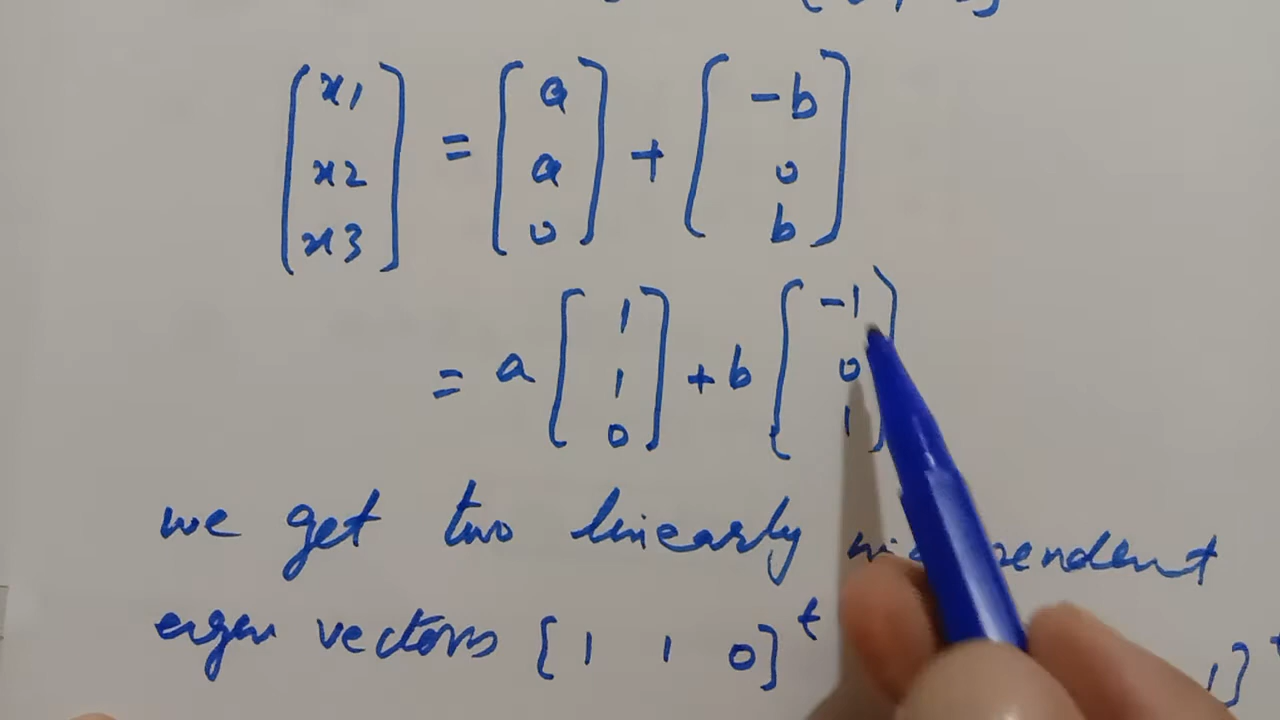 [x1 x2 x3] = [a a 0] + [-b 0 b]
= a [1 1 0] + b [-1 0 1]
we get two linearly independent
eigen vectors [1 1 0]^t 1]^t